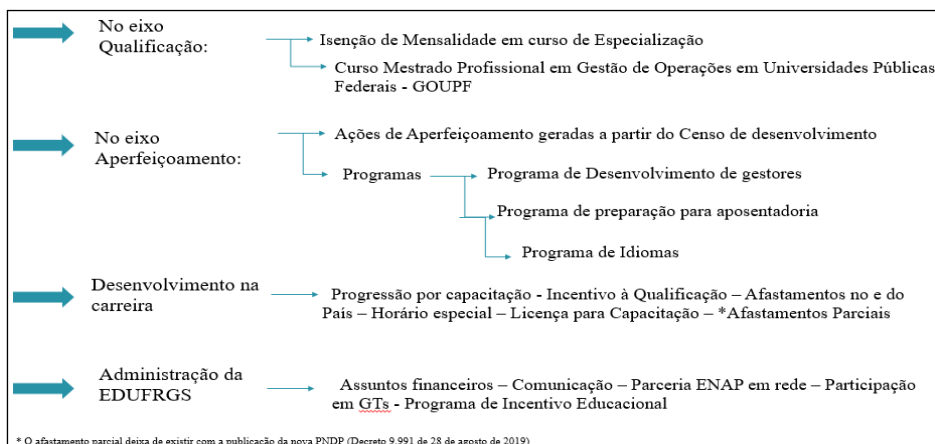 No eixo
Qualificação:
Isenção de Mensalidade em curso de Especialização
Curso Mestrado Profissional em Gestão de Operações em Universidades Públicas
Federais - GOUPF
No eixo
Aperfeiçoamento:
Ações de Aperfeiçoamento geradas a partir do Censo de desenvolvimento
Programas
Programa de Desenvolvimento de gestores
Programa de preparação para aposentadoria
Programa de Idiomas
Desenvolvimento na
carreira
Progressão por capacitação - Incentivo à Qualificação – Afastamentos no e do
País – Horário especial – Licença para Capacitação – *Afastamentos Parciais
Administração da
EDUFRGS
Assuntos financeiros – Comunicação – Parceria ENAP em rede – Participação
em GTs - Programa de Incentivo Educacional
* O afastamento parcial deixa de existir com a publicação da nova PNDP (Decreto 9.991 de 28 de agosto de 2019)